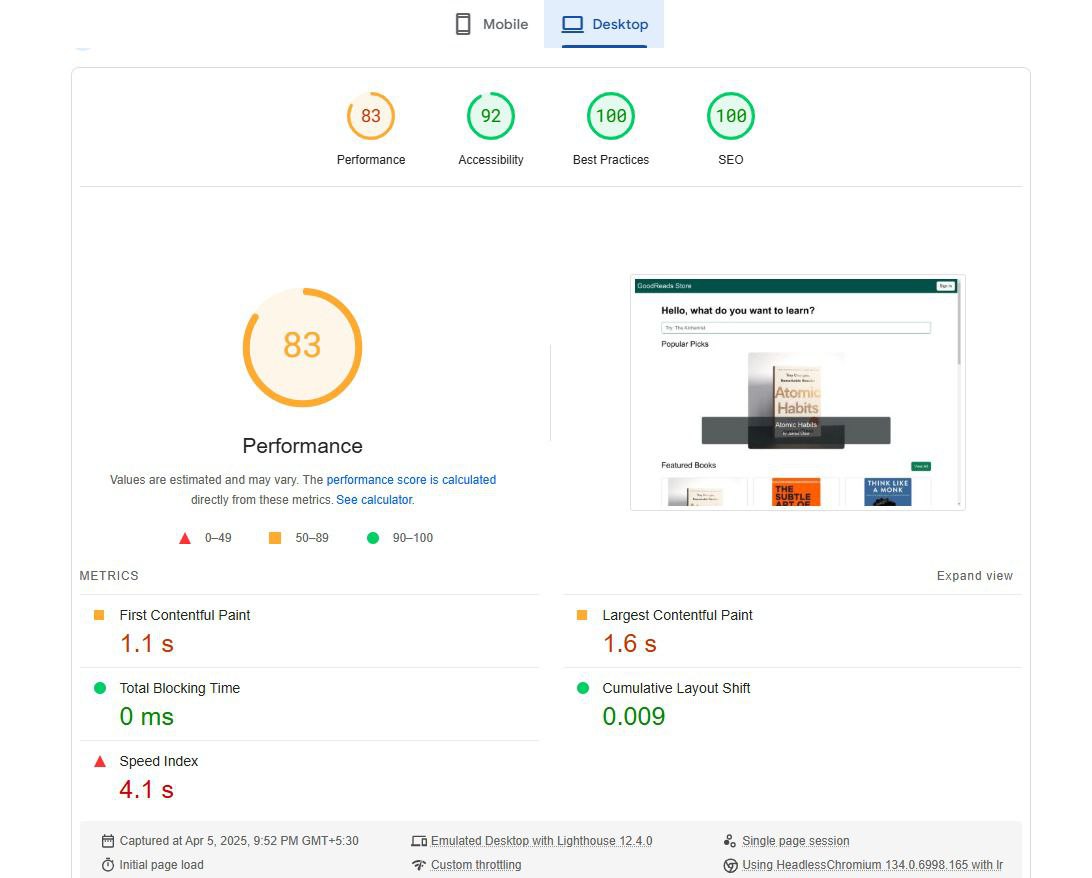 Mobile
Desktop
83
92
100
100
Performance
Accessibility
Best Practices
SEO
83
Performance
Values are estimated and may vary. The performance score is calculated
directly from these metrics. See calculator.
0–49
50–89
90–100
GoodReads Store
Sign In
Hello, what do you want to learn?
Try: The Alchemist
Popular Picks
Tiny Changes,
Remarkable Results
Atomic
Habits
Atomic Habits
by James Clear
Featured Books
View All
THE
SUBTLE
ART OF
THINK LIKE
A MONK
METRICS
Expand view
First Contentful Paint
1.1 s
Largest Contentful Paint
1.6 s
Total Blocking Time
0 ms
Cumulative Layout Shift
0.009
Speed Index
4.1 s
Captured at Apr 5, 2025, 9:52 PM GMT+5:30
Emulated Desktop with Lighthouse 12.4.0
Single page session
Initial page load
Custom throttling
Using HeadlessChromium 134.0.6998.165 with lr